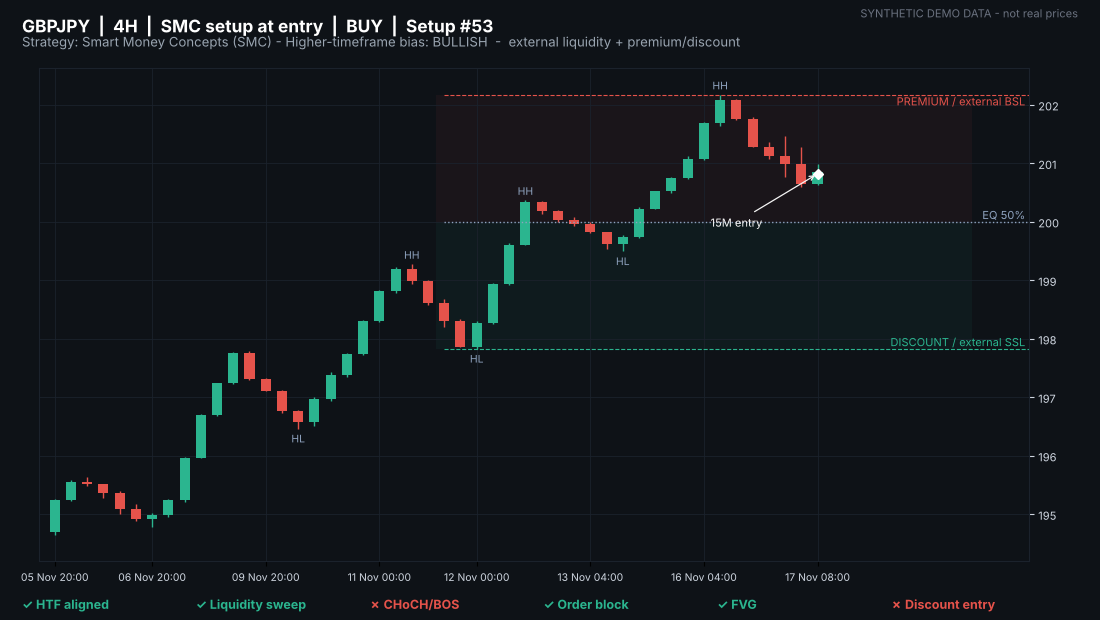 SYNTHETIC DEMO DATA - not real prices
GBPJPY | 4H | SMC setup at entry | BUY | Setup #53
Strategy: Smart Money Concepts (SMC) - Higher-timeframe bias: BULLISH - external liquidity + premium/discount
HH
PREMIUM / external BSL
202
201
HH
15M entry
EQ 50%
200
HH
HL
199
DISCOUNT / external SSL
198
HL
197
HL
196
195
05 Nov 20:00 06 Nov 20:00 09 Nov 20:00 11 Nov 00:00 12 Nov 00:00 13 Nov 04:00 16 Nov 04:00 17 Nov 08:00
✓ HTF aligned ✓ Liquidity sweep × CHoCH/BOS ✓ Order block ✓ FVG × Discount entry